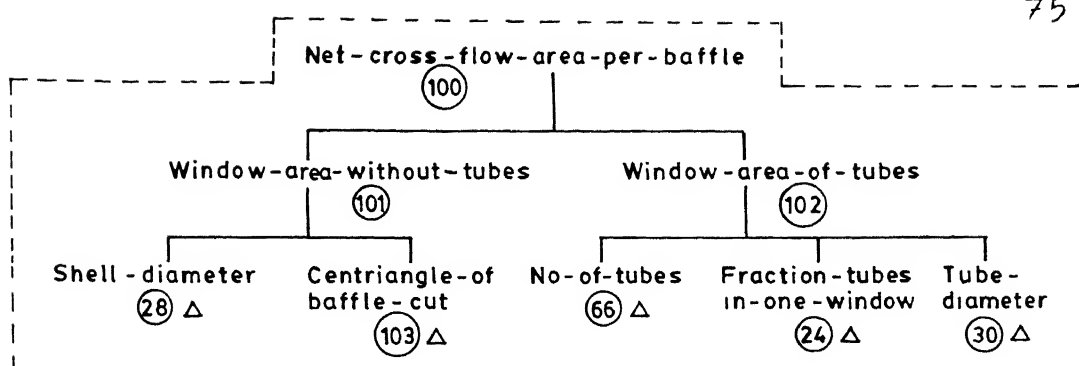 75
Net-cross-flow-area-per-baffle
100
Window-area-without-tubes
101
Window-area-of-tubes
102
Shell-diameter
28 Δ
Centriangle-of
baffle-cut
103 Δ
No-of-tubes
66 Δ
Fraction-tubes
in-one-window
24 Δ
Tube-
diameter
30 Δ